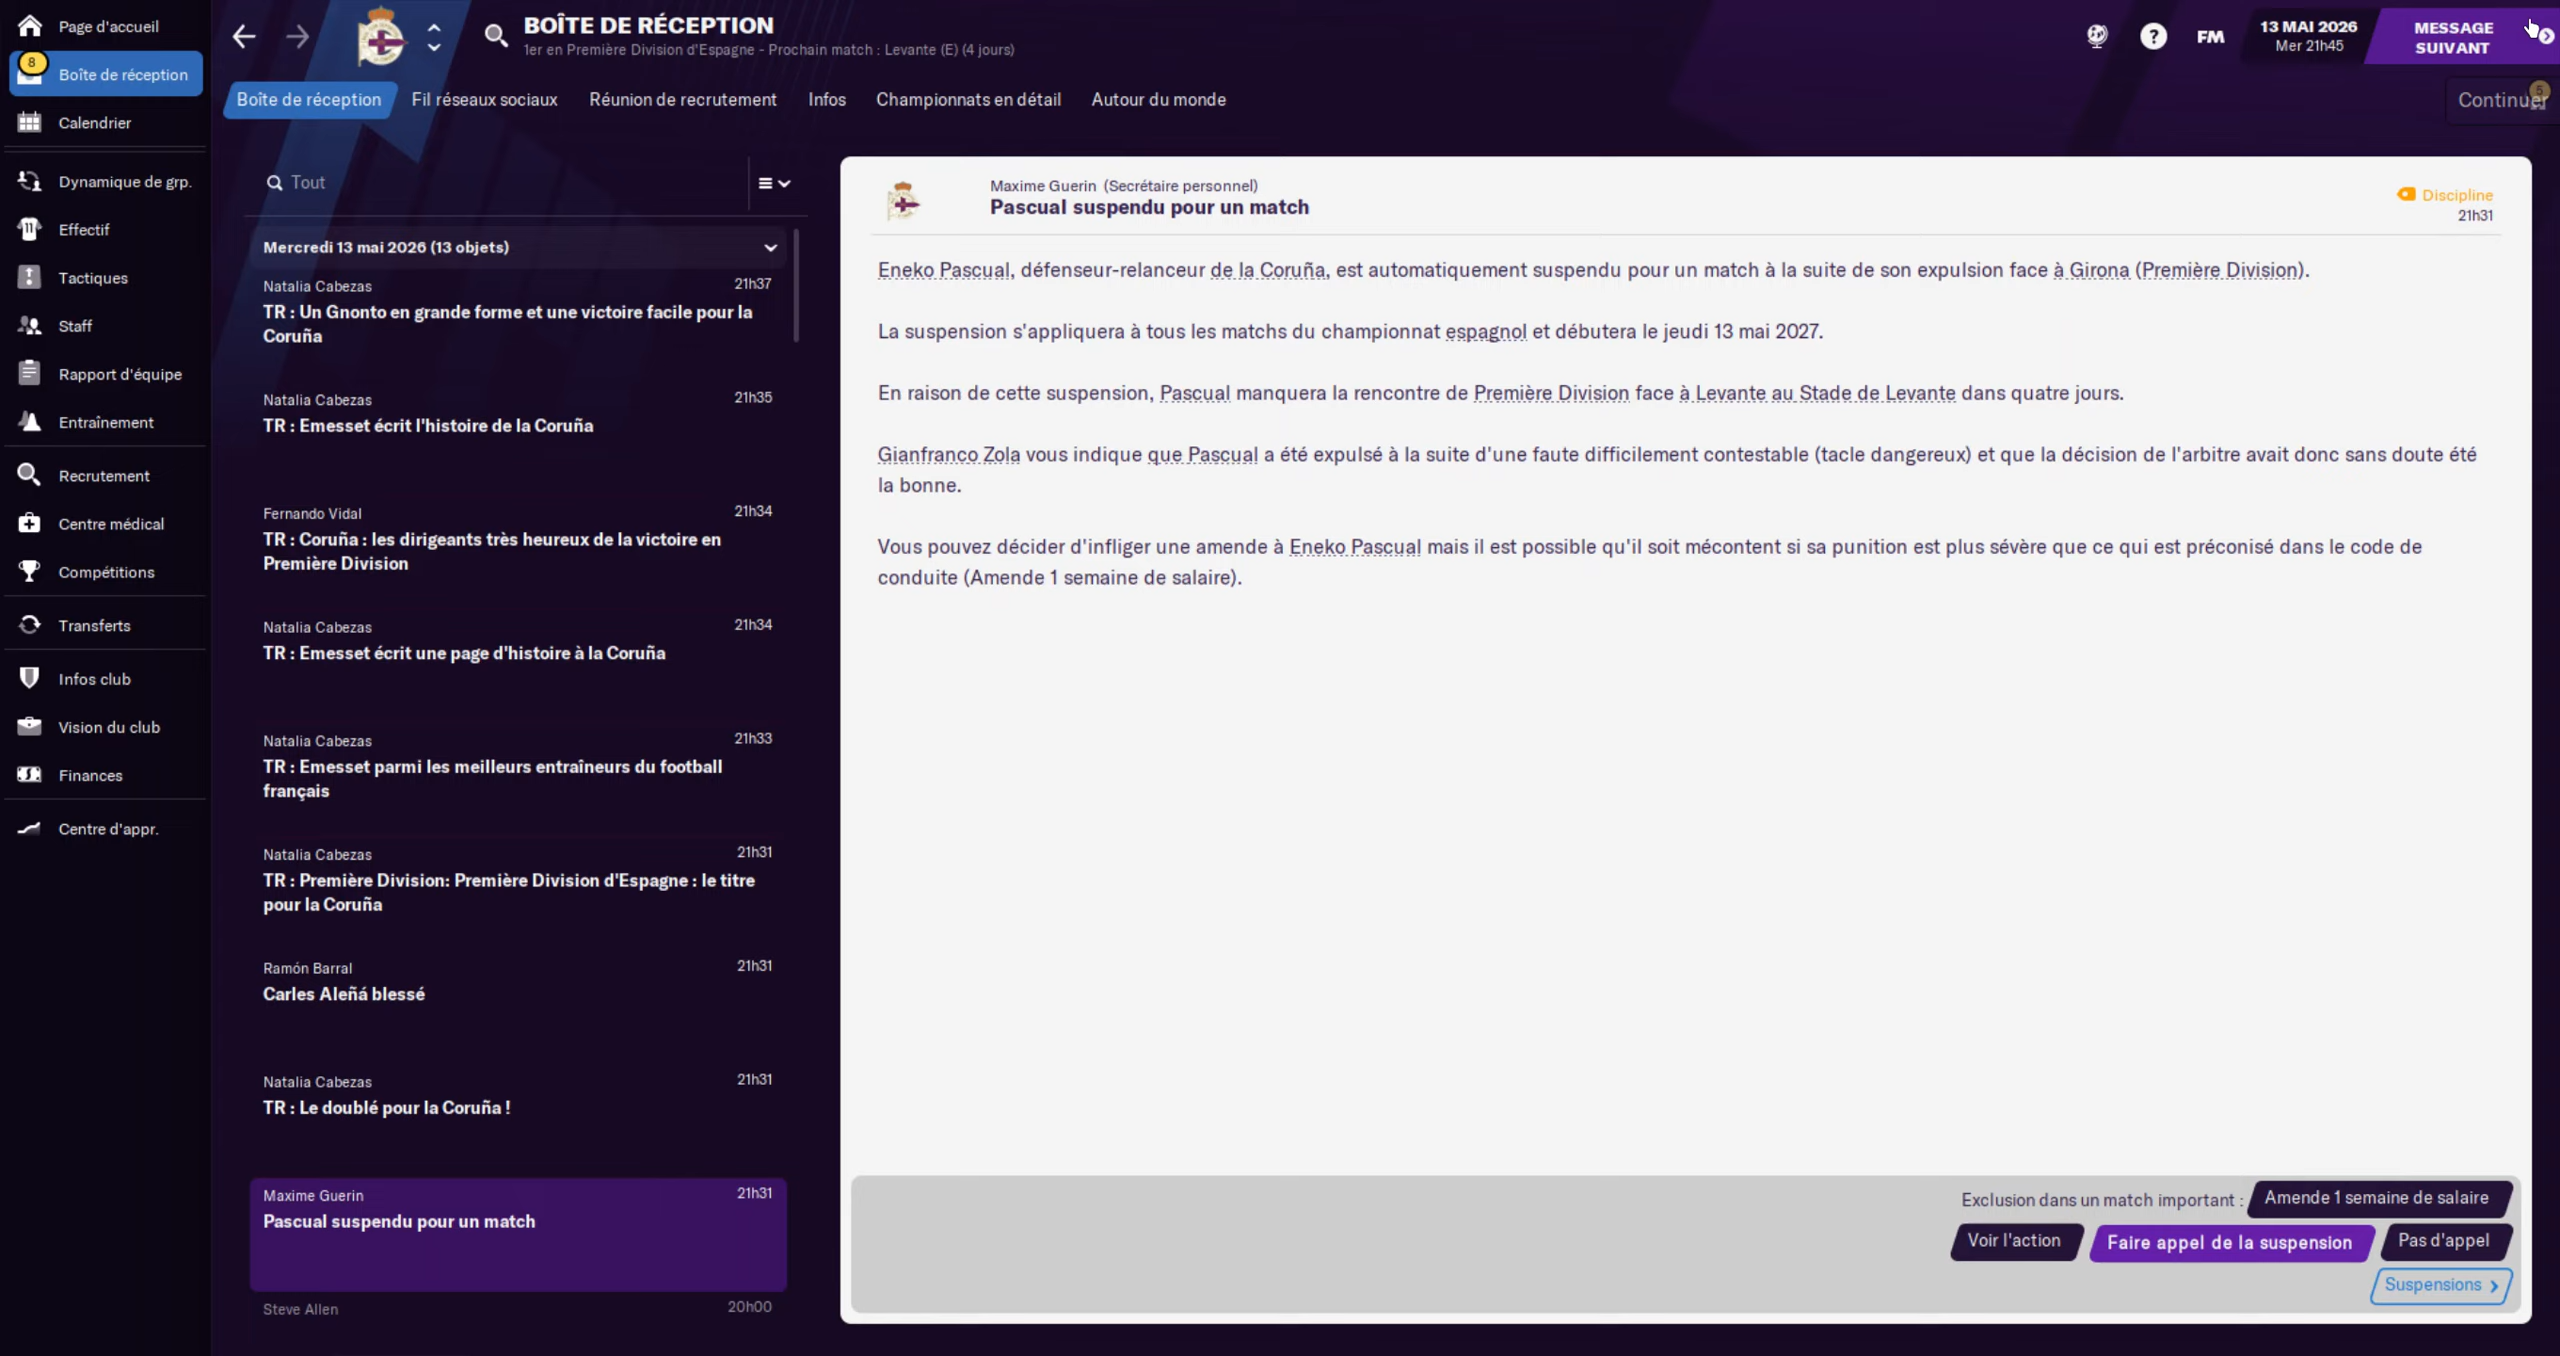 Page d'accueil
8
Boîte de réception
Calendrier
Dynamique de grp.
Effectif
Tactiques
Staff
Rapport d'équipe
Entraînement
Recrutement
Centre médical
Compétitions
Transferts
Infos club
Vision du club
Finances
Centre d'appr.
BOÎTE DE RÉCEPTION
1er en Première Division d'Espagne - Prochain match : Levante (E) (4 jours)
FM
13 MAI 2026
Mer 21h45
MESSAGE
SUIVANT
Boîte de réception
Fil réseaux sociaux
Réunion de recrutement
Infos
Championnats en détail
Autour du monde
Continuer
5
Tout
Mercredi 13 mai 2026 (13 objets)
Natalia Cabezas 21h37
TR : Un Gnonto en grande forme et une victoire facile pour la
Coruña
Natalia Cabezas 21h35
TR : Emesset écrit l'histoire de la Coruña
Fernando Vidal 21h34
TR : Coruña : les dirigeants très heureux de la victoire en
Première Division
Natalia Cabezas 21h34
TR : Emesset écrit une page d'histoire à la Coruña
Natalia Cabezas 21h33
TR : Emesset parmi les meilleurs entraîneurs du football
français
Natalia Cabezas 21h31
TR : Première Division: Première Division d'Espagne : le titre
pour la Coruña
Ramón Barral 21h31
Carles Aleñá blessé
Natalia Cabezas 21h31
TR : Le doublé pour la Coruña !
Maxime Guerin 21h31
Pascual suspendu pour un match
Steve Allen 20h00
Maxime Guerin (Secrétaire personnel)
Pascual suspendu pour un match
Discipline
21h31
Eneko Pascual, défenseur-relanceur de la Coruña, est automatiquement suspendu pour un match à la suite de son expulsion face à Girona (Première Division).
La suspension s'appliquera à tous les matchs du championnat espagnol et débutera le jeudi 13 mai 2027.
En raison de cette suspension, Pascual manquera la rencontre de Première Division face à Levante au Stade de Levante dans quatre jours.
Gianfranco Zola vous indique que Pascual a été expulsé à la suite d'une faute difficilement contestable (tacle dangereux) et que la décision de l'arbitre avait donc sans doute été
la bonne.
Vous pouvez décider d'infliger une amende à Eneko Pascual mais il est possible qu'il soit mécontent si sa punition est plus sévère que ce qui est préconisé dans le code de
conduite (Amende 1 semaine de salaire).
Exclusion dans un match important : Amende 1 semaine de salaire
Voir l'action
Faire appel de la suspension
Pas d'appel
Suspensions